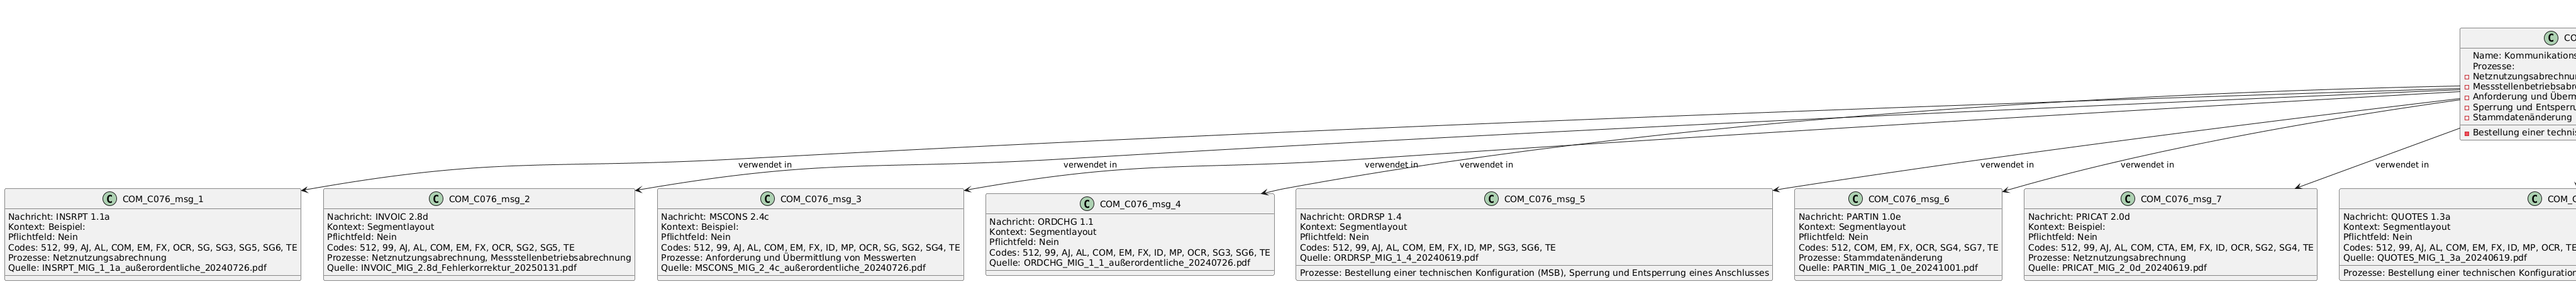 C CO
Name: Kommunikations
Prozesse:
Netznutzungsabrechnu
Messstellenbetriebsabre
Anforderung und Überm
Sperrung und Entsperru
Stammdatenänderung
Bestellung einer technis
verwendet in
verwendet in
verwendet in
verwendet in
verwendet in
verwendet in
verwendet in
C COM_C076_msg_1
Nachricht: INSRPT 1.1a
Kontext: Beispiel:
Pflichtfeld: Nein
Codes: 512, 99, AJ, AL, COM, EM, FX, OCR, SG, SG3, SG5, SG6, TE
Prozesse: Netznutzungsabrechnung
Quelle: INSRPT_MIG_1_1a_außerordentliche_20240726.pdf
C COM_C076_msg_2
Nachricht: INVOIC 2.8d
Kontext: Segmentlayout
Pflichtfeld: Nein
Codes: 512, 99, AJ, AL, COM, EM, FX, OCR, SG2, SG5, TE
Prozesse: Netznutzungsabrechnung, Messstellenbetriebsabrechnung
Quelle: INVOIC_MIG_2.8d_Fehlerkorrektur_20250131.pdf
C COM_C076_msg_3
Nachricht: MSCONS 2.4c
Kontext: Beispiel:
Pflichtfeld: Nein
Codes: 512, 99, AJ, AL, COM, EM, FX, ID, MP, OCR, SG, SG2, SG4, TE
Prozesse: Anforderung und Übermittlung von Messwerten
Quelle: MSCONS_MIG_2_4c_außerordentliche_20240726.pdf
C COM_C076_msg_4
Nachricht: ORDCHG 1.1
Kontext: Segmentlayout
Pflichtfeld: Nein
Codes: 512, 99, AJ, AL, COM, EM, FX, ID, MP, OCR, SG3, SG6, TE
Quelle: ORDCHG_MIG_1_1_außerordentliche_20240726.pdf
C COM_C076_msg_5
Nachricht: ORDRSP 1.4
Kontext: Segmentlayout
Pflichtfeld: Nein
Codes: 512, 99, AJ, AL, COM, EM, FX, ID, MP, SG3, SG6, TE
Quelle: ORDRSP_MIG_1_4_20240619.pdf
Prozesse: Bestellung einer technischen Konfiguration (MSB), Sperrung und Entsperrung eines Anschlusses
C COM_C076_msg_6
Nachricht: PARTIN 1.0e
Kontext: Segmentlayout
Pflichtfeld: Nein
Codes: 512, COM, EM, FX, OCR, SG4, SG7, TE
Prozesse: Stammdatenänderung
Quelle: PARTIN_MIG_1_0e_20241001.pdf
C COM_C076_msg_7
Nachricht: PRICAT 2.0d
Kontext: Beispiel:
Pflichtfeld: Nein
Codes: 512, 99, AJ, AL, COM, CTA, EM, FX, ID, OCR, SG2, SG4, TE
Prozesse: Netznutzungsabrechnung
Quelle: PRICAT_MIG_2_0d_20240619.pdf
C COM_C
Nachricht: QUOTES 1.3a
Kontext: Segmentlayout
Pflichtfeld: Nein
Codes: 512, 99, AJ, AL, COM, EM, FX, ID, MP, OCR, TE
Quelle: QUOTES_MIG_1_3a_20240619.pdf
Prozesse: Bestellung einer technischen Konfiguration